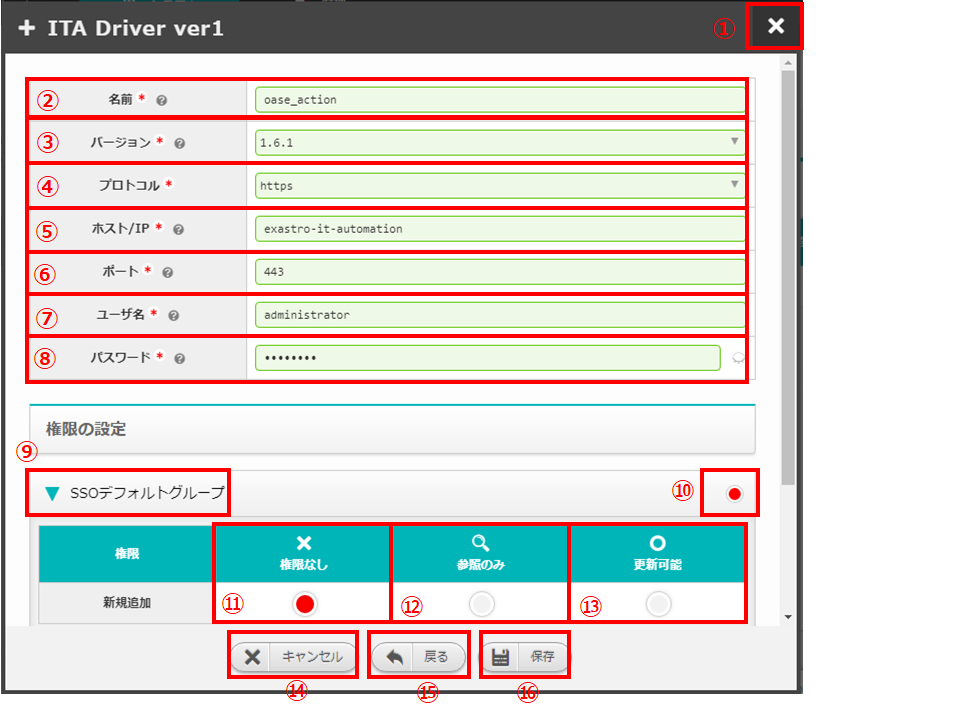 + ITA Driver ver1 ① ×
② 名前 * ? oase_action
③ バージョン * ? 1.6.1 ▼
④ プロトコル * https ▼
⑤ ホスト/IP * ? exastro-it-automation
⑥ ポート * ? 443
⑦ ユーザ名 * ? administrator
⑧ パスワード * ? ••••••••
権限の設定
⑨
▼ SSOデフォルトグループ ⑩
権限 権限なし 参照のみ 更新可能
新規追加 ⑪ ⑫ ⑬
キャンセル 戻る 保存
⑭ ⑮ ⑯